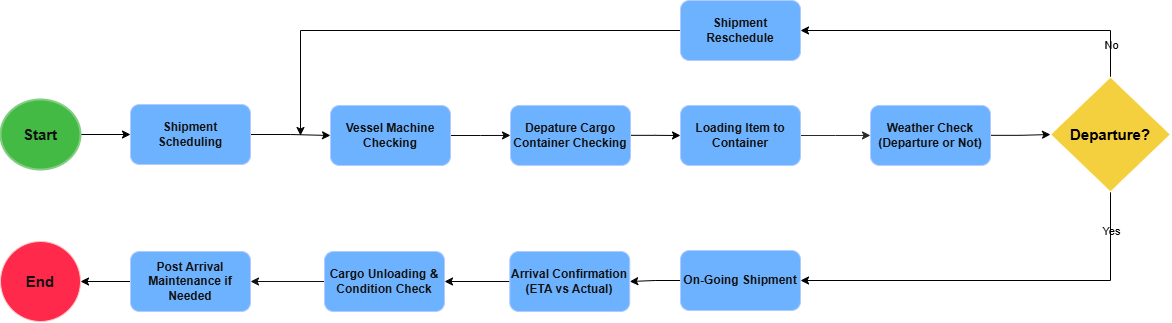 Shipment
Reschedule
No
Start
Shipment
Scheduling
Vessel Machine
Checking
Depature Cargo
Container Checking
Loading Item to
Container
Weather Check
(Departure or Not)
Departure?
Yes
End
Post Arrival
Maintenance if
Needed
Cargo Unloading &
Condition Check
Arrival Confirmation
(ETA vs Actual)
On-Going Shipment